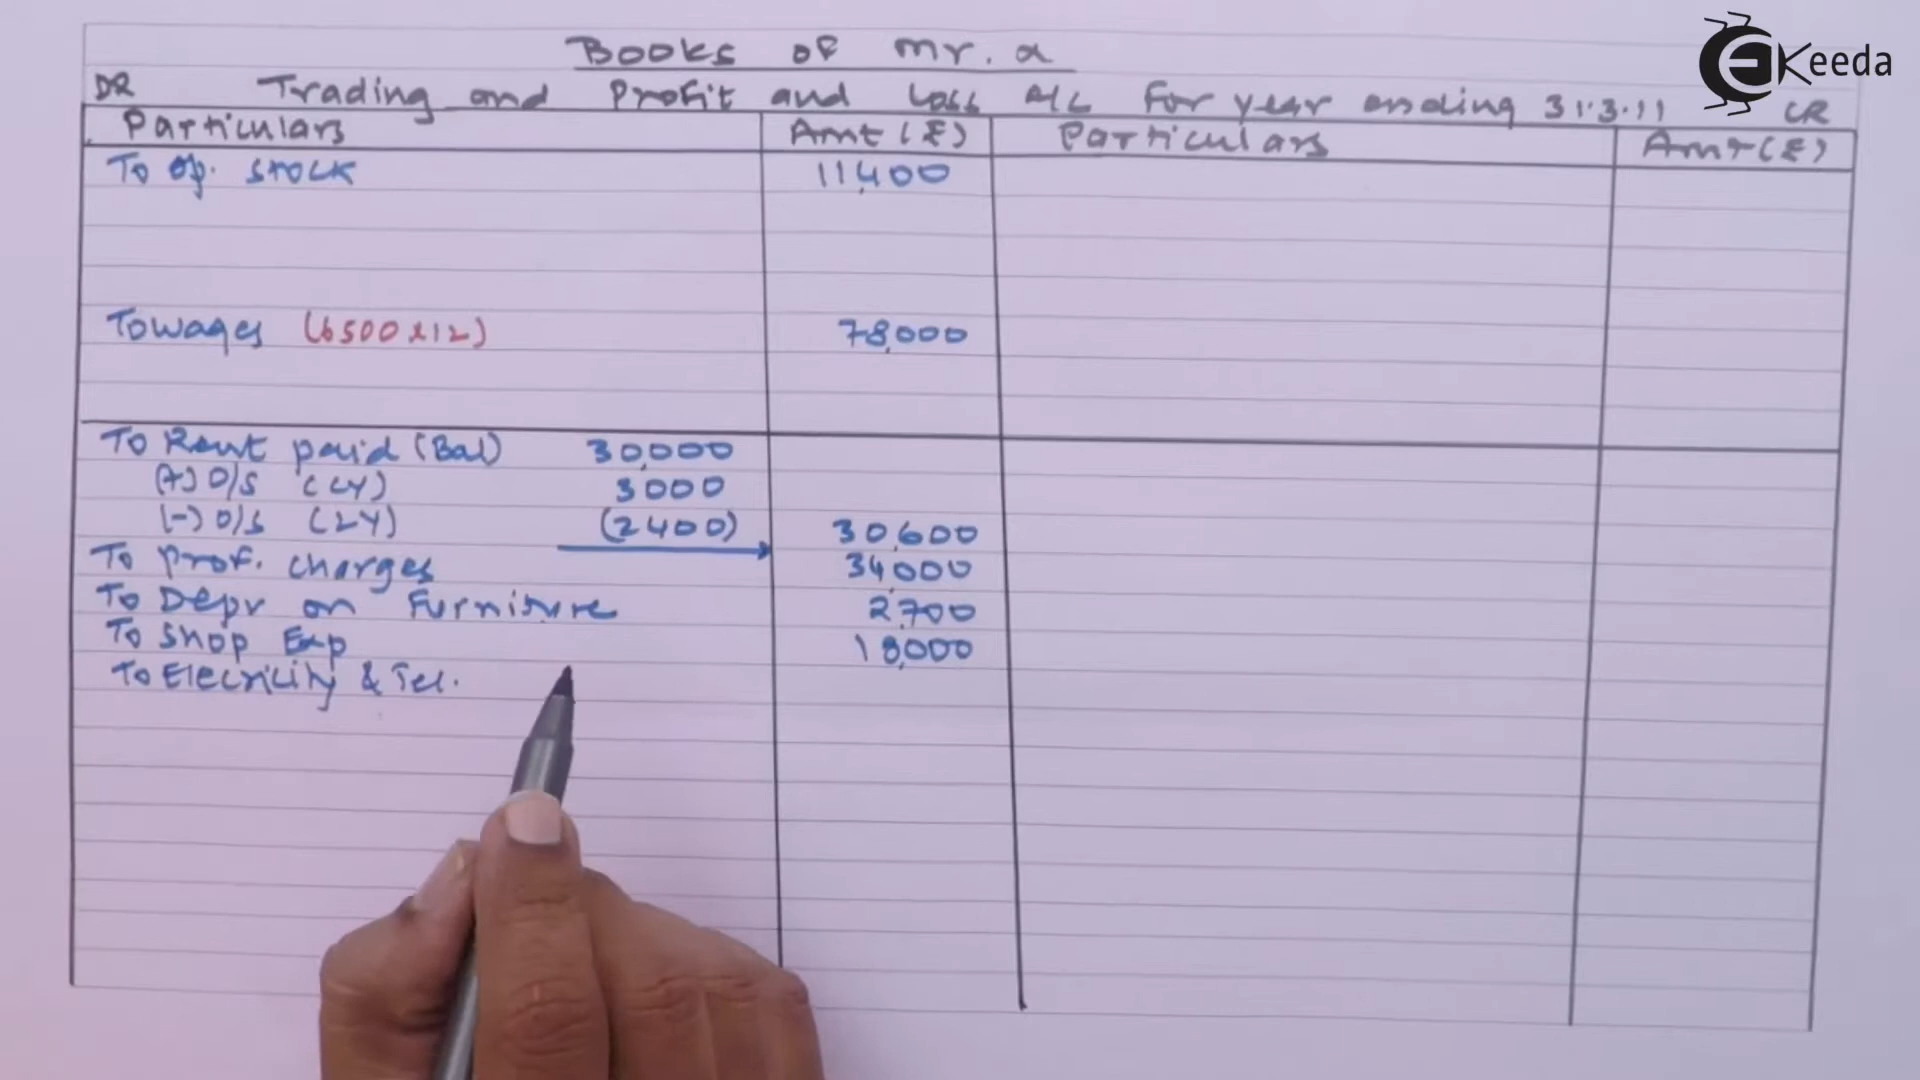 Books of mr. a
EKeeda
DR Trading and Profit and Loss A/c for year ending 31.3.11 CR
Particulars Amt (₹) Particulars Amt (₹)
To Op. Stock 11,400
To wages (6500x12) 78,000
To Rent paid (Bal) 30,000
(+) O/S (CY) 3000
(-) O/S (LY) (2400) 30,600
To Prof. charges 34,000
To Depr on Furniture 2,700
To Shop Exp 18,000
To Elecricity & Tel.